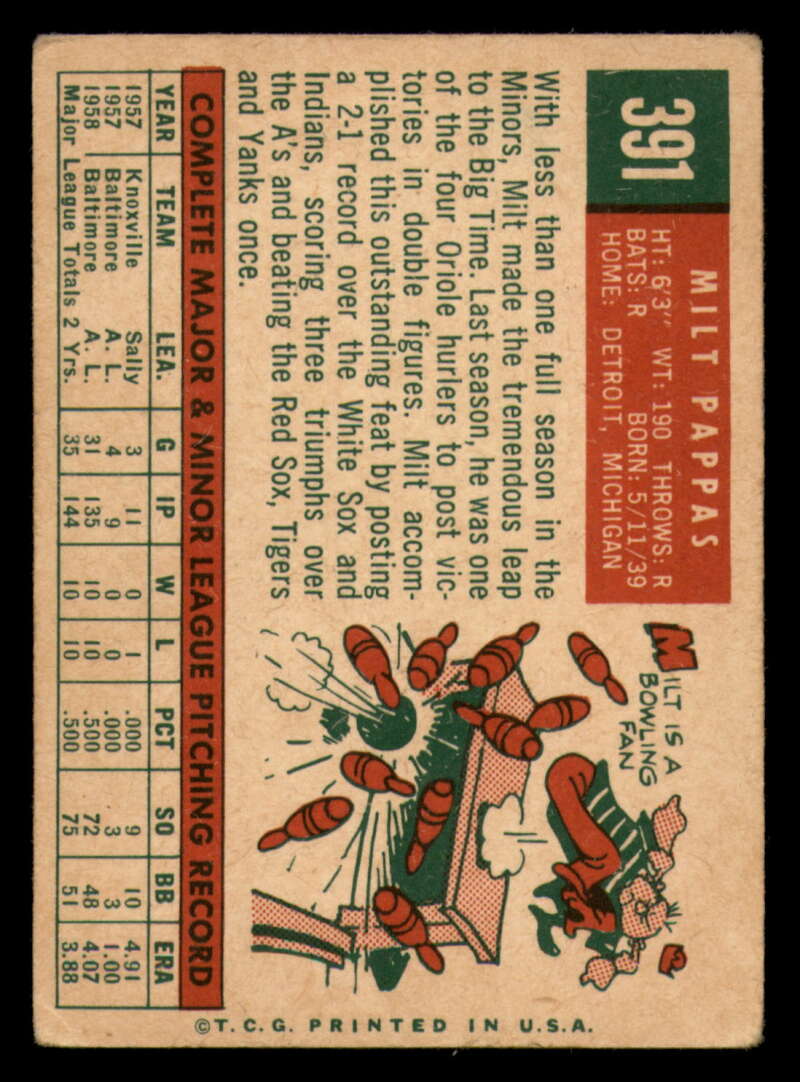 391
MILT PAPPAS
HT: 6'3" WT: 190 THROWS: R
BATS: R BORN: 5/11/39
HOME: DETROIT, MICHIGAN
With less than one full season in the
Minors, Milt made the tremendous leap
to the Big Time. Last season, he was one
of the four Oriole hurlers to post vic-
tories in double figures. Milt accom-
plished this outstanding feat by posting
a 2-1 record over the White Sox and
Indians, scoring three triumphs over
the A's and beating the Red Sox, Tigers
and Yanks once.
MILT IS A
BOWLING
FAN
COMPLETE MAJOR & MINOR LEAGUE PITCHING RECORD
YEAR TEAM LEA. G IP W L PCT SO BB ERA
1957 Knoxville Sally 3 11 0 1 .000 9 10 4.91
1957 Baltimore A. L. 4 9 0 0 .000 3 3 1.00
1958 Baltimore A. L. 31 135 10 10 .500 72 48 4.07
Major League Totals 2 Yrs. 35 144 10 10 .500 75 51 3.88
©T.C.G. PRINTED IN U.S.A.